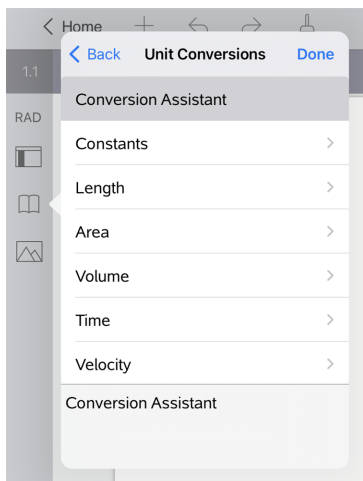 Home
Back Unit Conversions Done
1.1
Conversion Assistant
RAD
Constants
Length
Area
Volume
Time
Velocity
Conversion Assistant